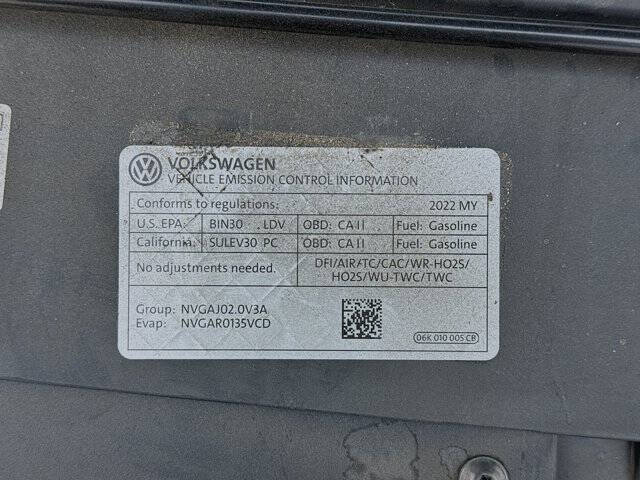 VOLKSWAGEN
VEHICLE EMISSION CONTROL INFORMATION
Conforms to regulations: 2022 MY
U.S. EPA: BIN30 . . LDV OBD: CA II . . Fuel: Gasoline
California: SULEV30 PC OBD: CA II Fuel: Gasoline
No adjustments needed. DFI/AIR/TC/CAC/WR-HO2S/
HO2S/WU-TWC/TWC
Group: NVGAJ02.0V3A
Evap: NVGAR0135VCD
06K 010 005 CB